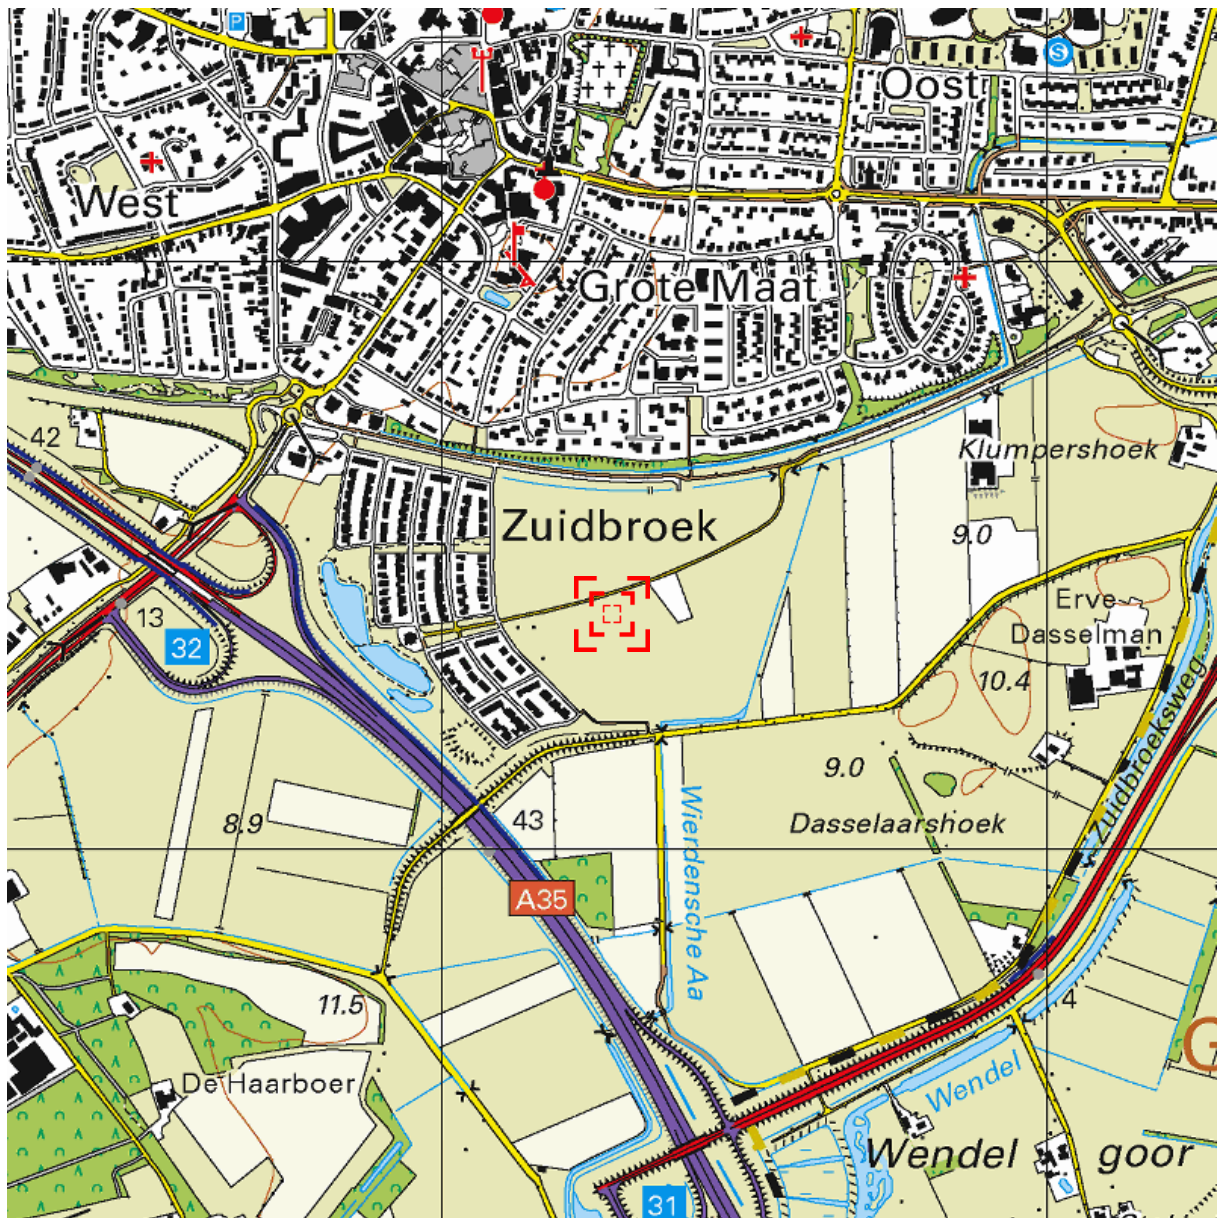 P
S
Oost
West
Grote Maat
42
Klumpershoek
Zuidbroek
9.0
Erve
Dasselman
13
32
10.4
Zuidbroeksweg
9.0
Wierdensche Aa
43
8.9
Dasselaarshoek
A35
11.5
4
G
De Haarboer
Wendel
Wendel goor
31